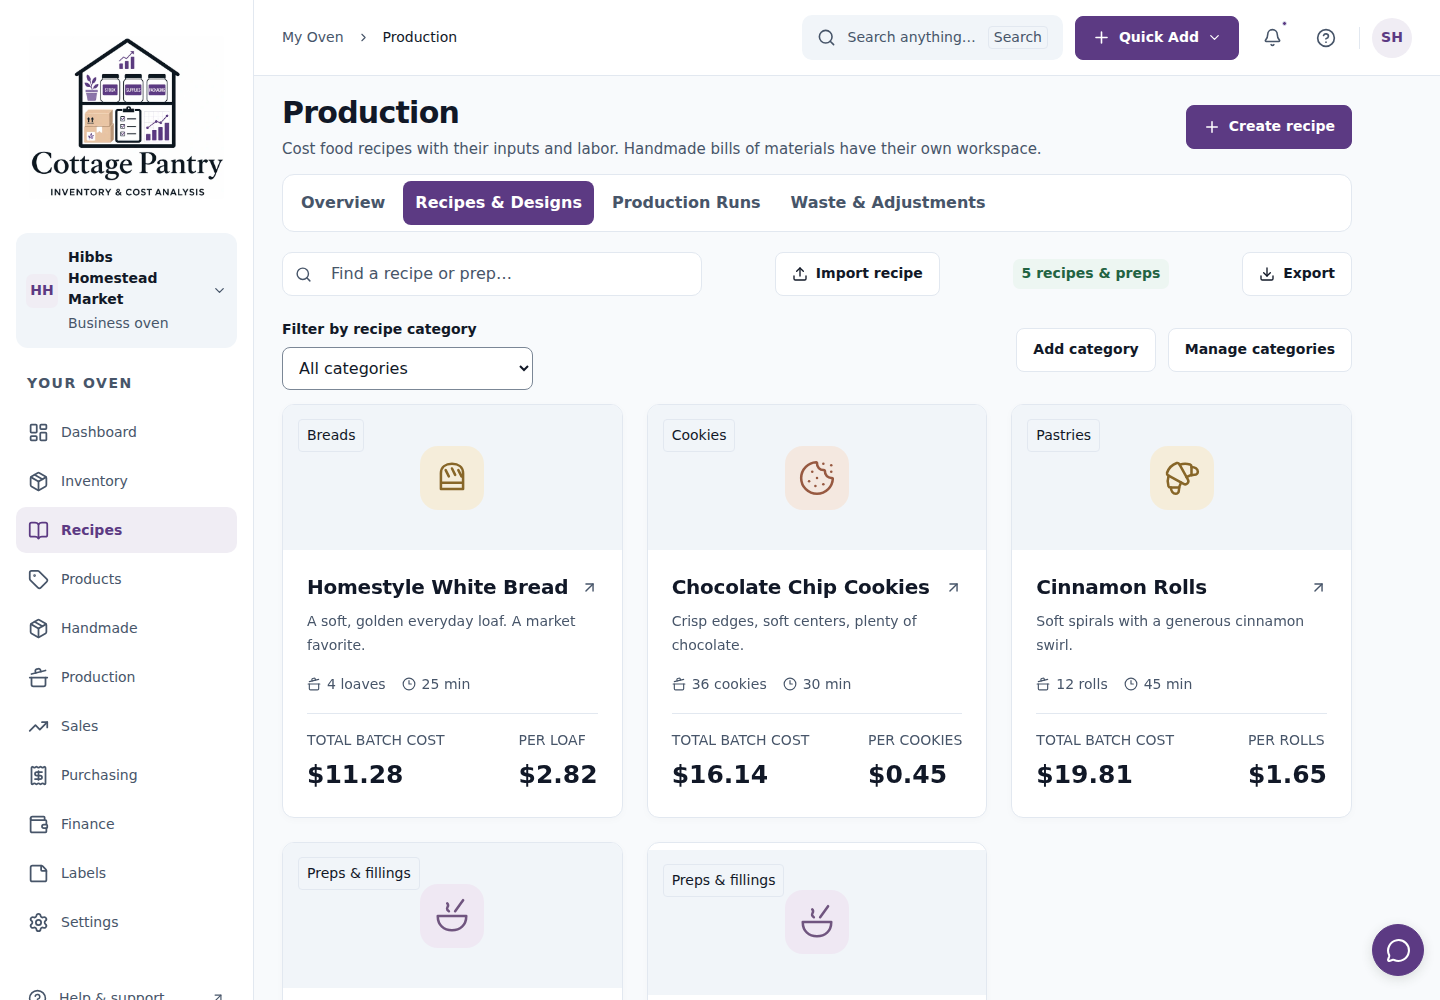 Cottage Pantry
INVENTORY & COST ANALYSIS
HH
Hibbs
Homestead
Market
Business oven
YOUR OVEN
Dashboard
Inventory
Recipes
Products
Handmade
Production
Sales
Purchasing
Finance
Labels
Settings
Help & support
My Oven
Production
Search anything...
Search
Quick Add
SH
Production
Cost food recipes with their inputs and labor. Handmade bills of materials have their own workspace.
Create recipe
Overview
Recipes & Designs
Production Runs
Waste & Adjustments
Find a recipe or prep...
Import recipe
5 recipes & preps
Export
Filter by recipe category
All categories
Add category
Manage categories
Breads
Homestyle White Bread
A soft, golden everyday loaf. A market
favorite.
4 loaves
25 min
TOTAL BATCH COST
PER LOAF
$11.28
$2.82
Cookies
Chocolate Chip Cookies
Crisp edges, soft centers, plenty of
chocolate.
36 cookies
30 min
TOTAL BATCH COST
PER COOKIES
$16.14
$0.45
Pastries
Cinnamon Rolls
Soft spirals with a generous cinnamon
swirl.
12 rolls
45 min
TOTAL BATCH COST
PER ROLLS
$19.81
$1.65
Preps & fillings
Preps & fillings